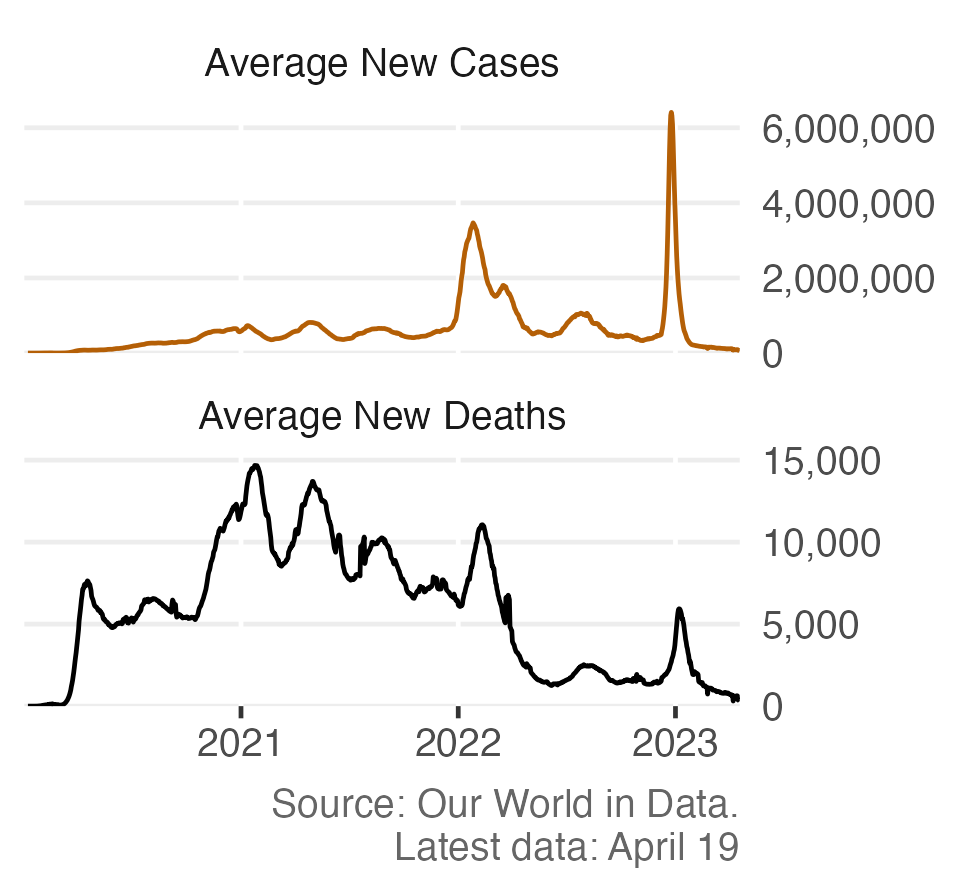 Average New Cases
6,000,000
4,000,000
2,000,000
0
Average New Deaths
15,000
10,000
5,000
0
2021 2022 2023
Source: Our World in Data.
Latest data: April 19